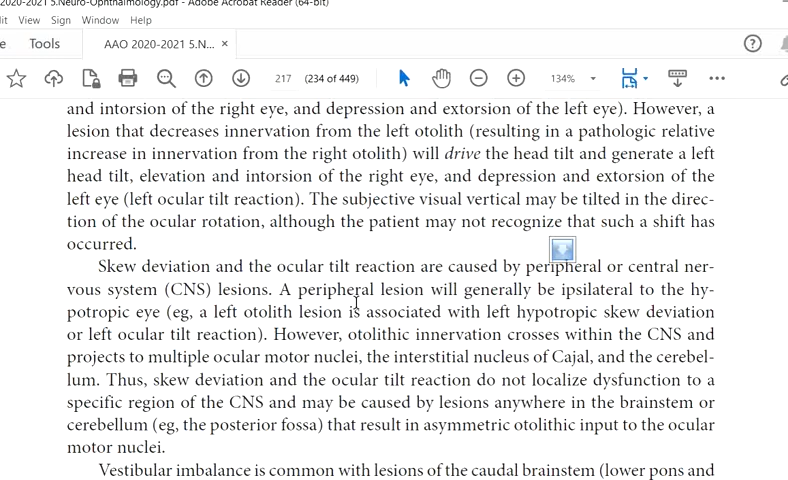 AAO 2020-2021 5.Neuro-Ophthalmology.pdf - Adobe Acrobat Reader (64-bit)
View Sign Window Help
Tools AAO 2020-2021 5.N... ×
217 (234 of 449) 134%
and intorsion of the right eye, and depression and extorsion of the left eye). However, a
lesion that decreases innervation from the left otolith (resulting in a pathologic relative
increase in innervation from the right otolith) will drive the head tilt and generate a left
head tilt, elevation and intorsion of the right eye, and depression and extorsion of the
left eye (left ocular tilt reaction). The subjective visual vertical may be tilted in the direc-
tion of the ocular rotation, although the patient may not recognize that such a shift has
occurred.
Skew deviation and the ocular tilt reaction are caused by peripheral or central ner-
vous system (CNS) lesions. A peripheral lesion will generally be ipsilateral to the hy-
potropic eye (eg, a left otolith lesion is associated with left hypotropic skew deviation
or left ocular tilt reaction). However, otolithic innervation crosses within the CNS and
projects to multiple ocular motor nuclei, the interstitial nucleus of Cajal, and the cerebel-
lum. Thus, skew deviation and the ocular tilt reaction do not localize dysfunction to a
specific region of the CNS and may be caused by lesions anywhere in the brainstem or
cerebellum (eg, the posterior fossa) that result in asymmetric otolithic input to the ocular
motor nuclei.
Vestibular imbalance is common with lesions of the caudal brainstem (lower pons and